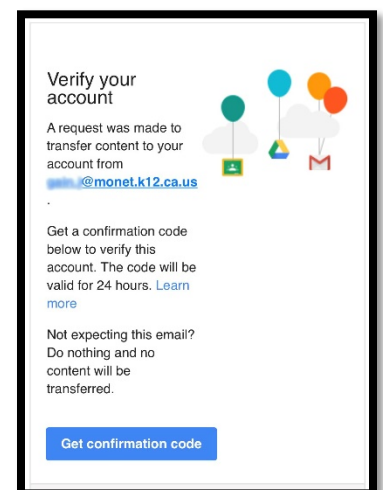 Verify your
account
A request was made to
transfer content to your
account from
@monet.k12.ca.us
.
Get a confirmation code
below to verify this
account. The code will be
valid for 24 hours. Learn
more
Not expecting this email?
Do nothing and no
content will be
transferred.
Get confirmation code